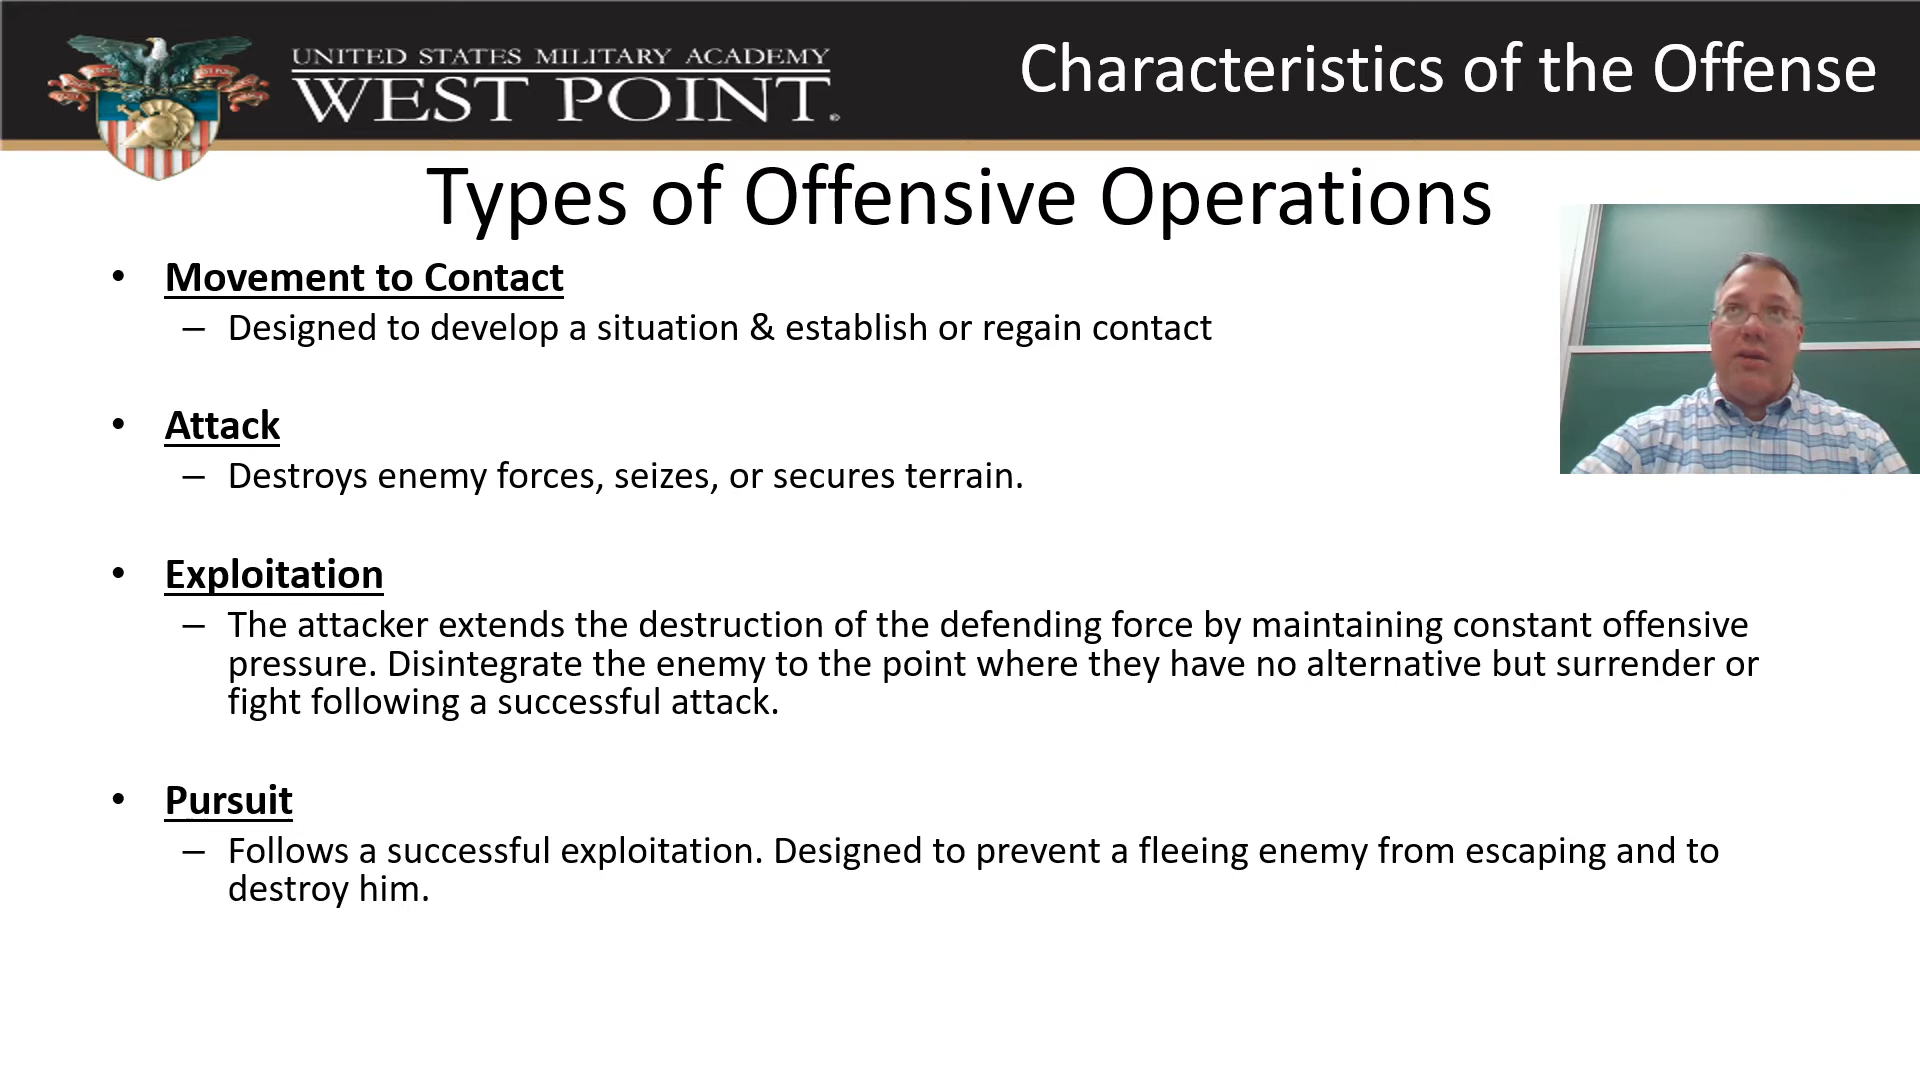 UNITED STATES MILITARY ACADEMY
WEST POINT®
Characteristics of the Offense
Types of Offensive Operations
• Movement to Contact
– Designed to develop a situation & establish or regain contact
• Attack
– Destroys enemy forces, seizes, or secures terrain.
• Exploitation
– The attacker extends the destruction of the defending force by maintaining constant offensive
pressure. Disintegrate the enemy to the point where they have no alternative but surrender or
fight following a successful attack.
• Pursuit
– Follows a successful exploitation. Designed to prevent a fleeing enemy from escaping and to
destroy him.